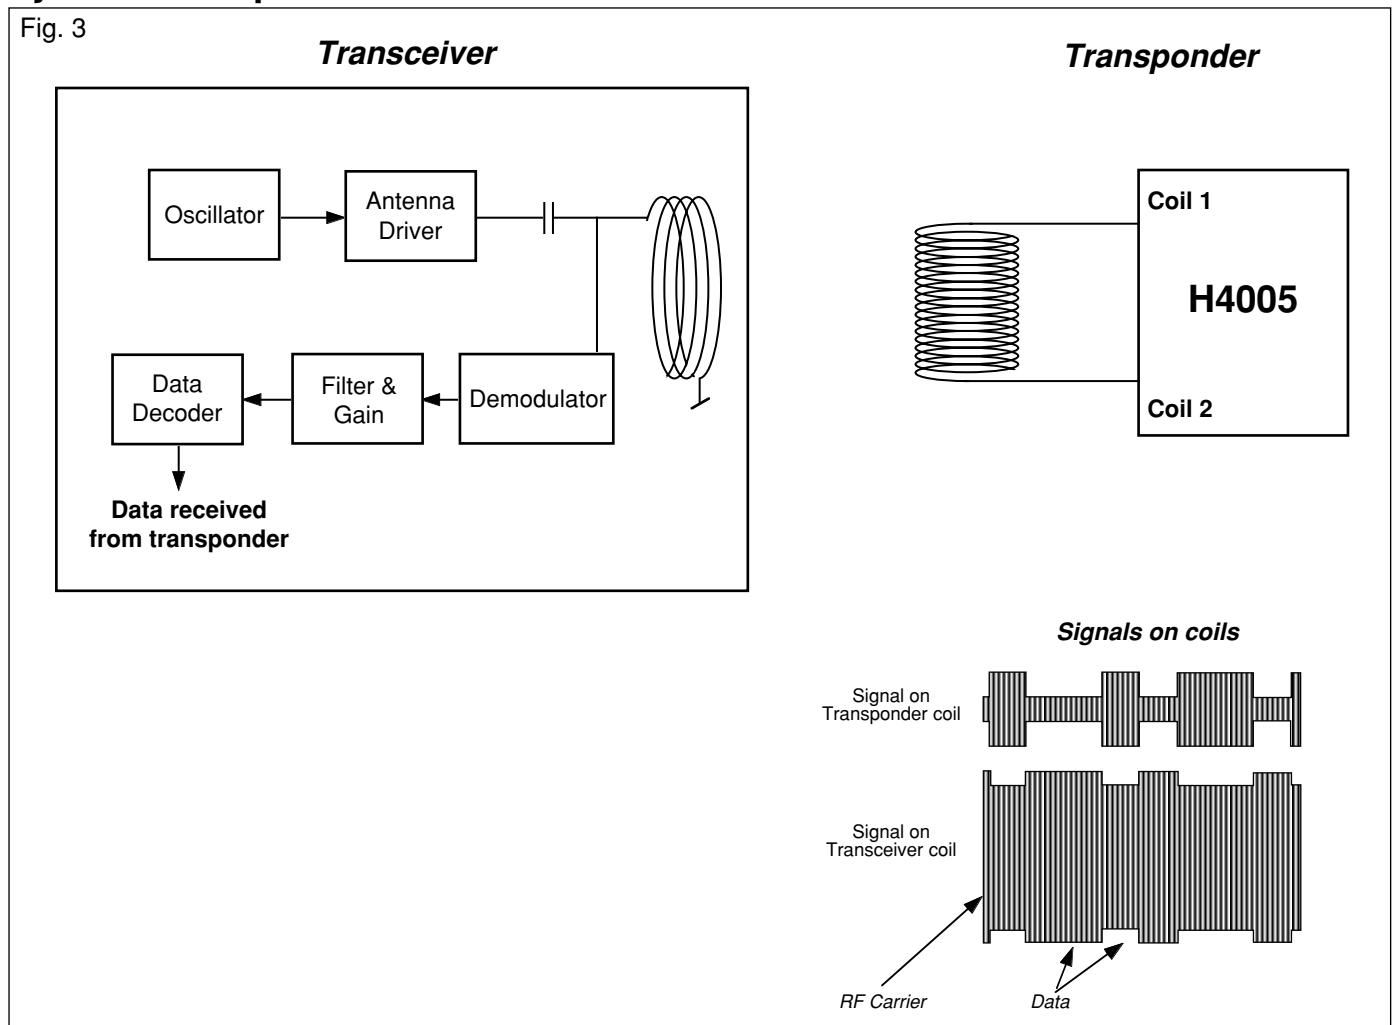 Fig. 3
Transceiver
Transponder
Oscillator
Antenna
Driver
Data
Decoder
Filter &
Gain
Demodulator
Data received
from transponder
Coil 1
H4005
Coil 2
Signals on coils
Signal on
Transponder coil
Signal on
Transceiver coil
RF Carrier
Data